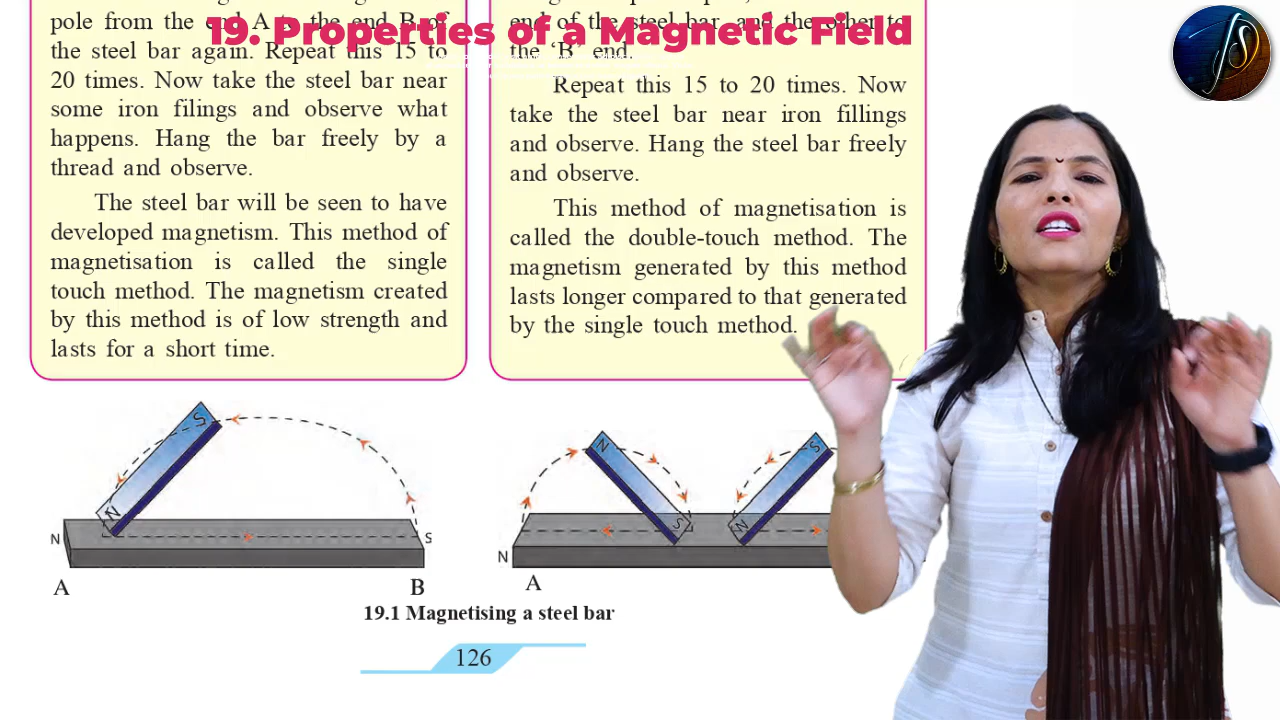 19. Properties of a Magnetic Field
pole from the end A to the end B of
the steel bar again. Repeat this 15 to
20 times. Now take the steel bar near
some iron filings and observe what
happens. Hang the bar freely by a
thread and observe.
The steel bar will be seen to have
developed magnetism. This method of
magnetisation is called the single
touch method. The magnetism created
by this method is of low strength and
lasts for a short time.
end of the steel bar, and the other to
the ‘B’ end.
Repeat this 15 to 20 times. Now
take the steel bar near iron fillings
and observe. Hang the steel bar freely
and observe.
This method of magnetisation is
called the double-touch method. The
magnetism generated by this method
lasts longer compared to that generated
by the single touch method.
S
N
N
S
A
B
N
S
S
N
N
A
19.1 Magnetising a steel bar
126